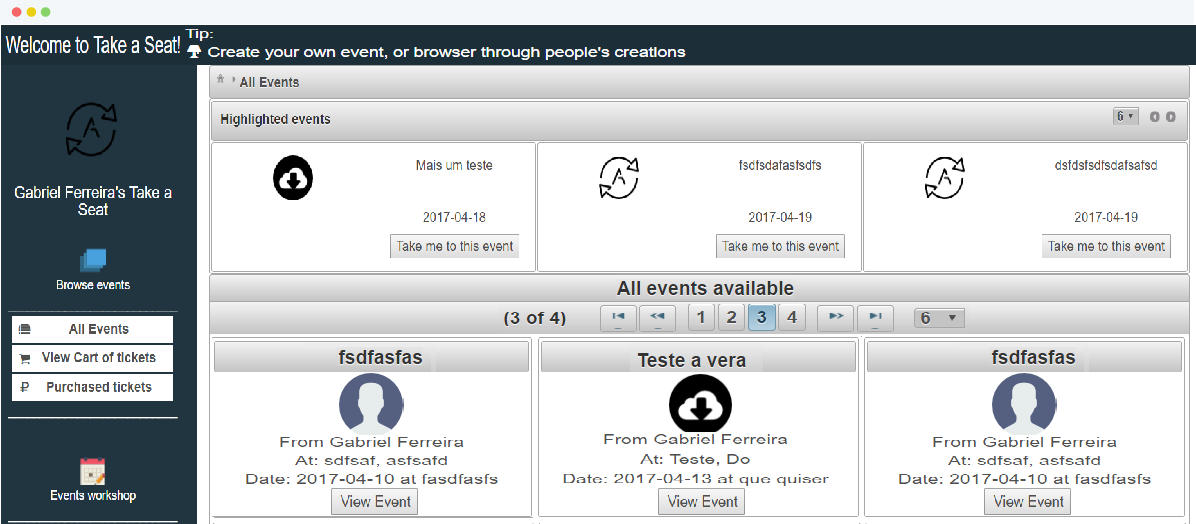 Welcome to Take a Seat!
Tip:
Create your own event, or browser through people's creations
Gabriel Ferreira's Take a
Seat
Browse events
All Events
View Cart of tickets
Purchased tickets
Events workshop
All Events
Highlighted events
6
Mais um teste
2017-04-18
Take me to this event
fsdfsdafasfsdfs
2017-04-19
Take me to this event
dsfdsfsdfsdafsafsd
2017-04-19
Take me to this event
All events available
(3 of 4) 1 2 3 4 6
fsdfasfas
From Gabriel Ferreira
At: sdfsaf, asfsafd
Date: 2017-04-10 at fasdfasfs
View Event
Teste a vera
From Gabriel Ferreira
At: Teste, Do
Date: 2017-04-13 at que quiser
View Event
fsdfasfas
From Gabriel Ferreira
At: sdfsaf, asfsafd
Date: 2017-04-10 at fasdfasfs
View Event